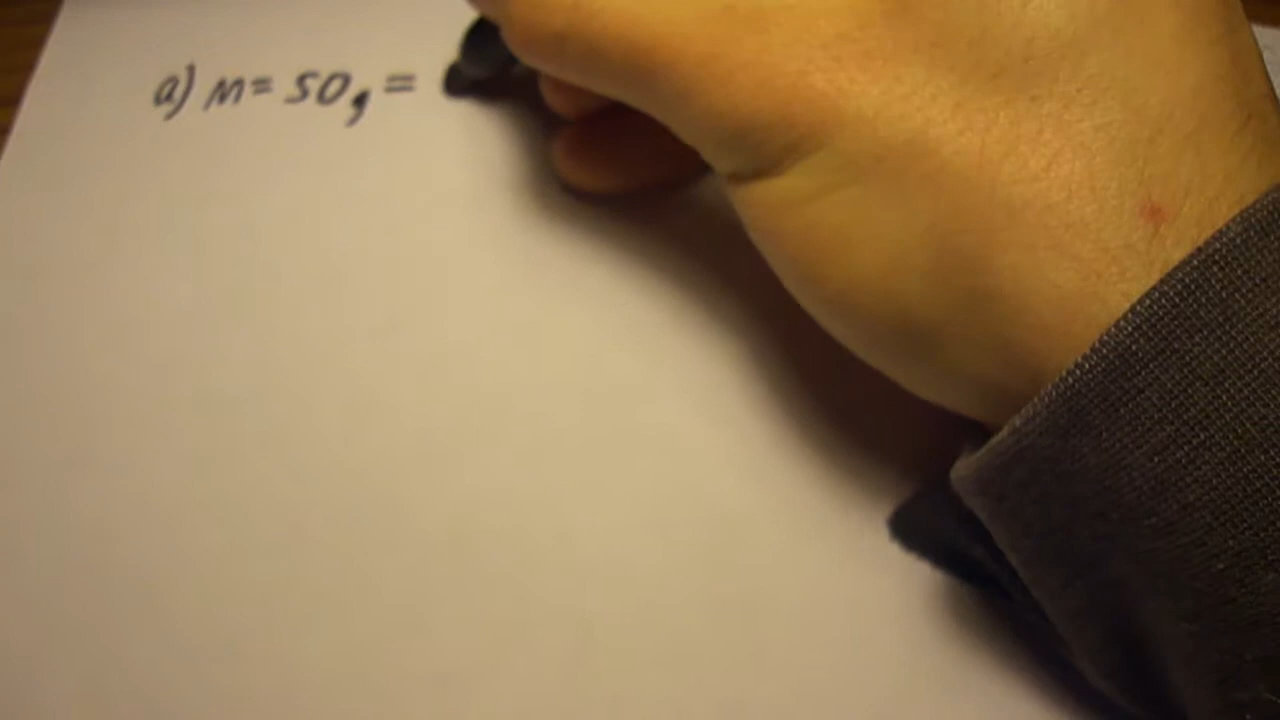 a) m = 50g =